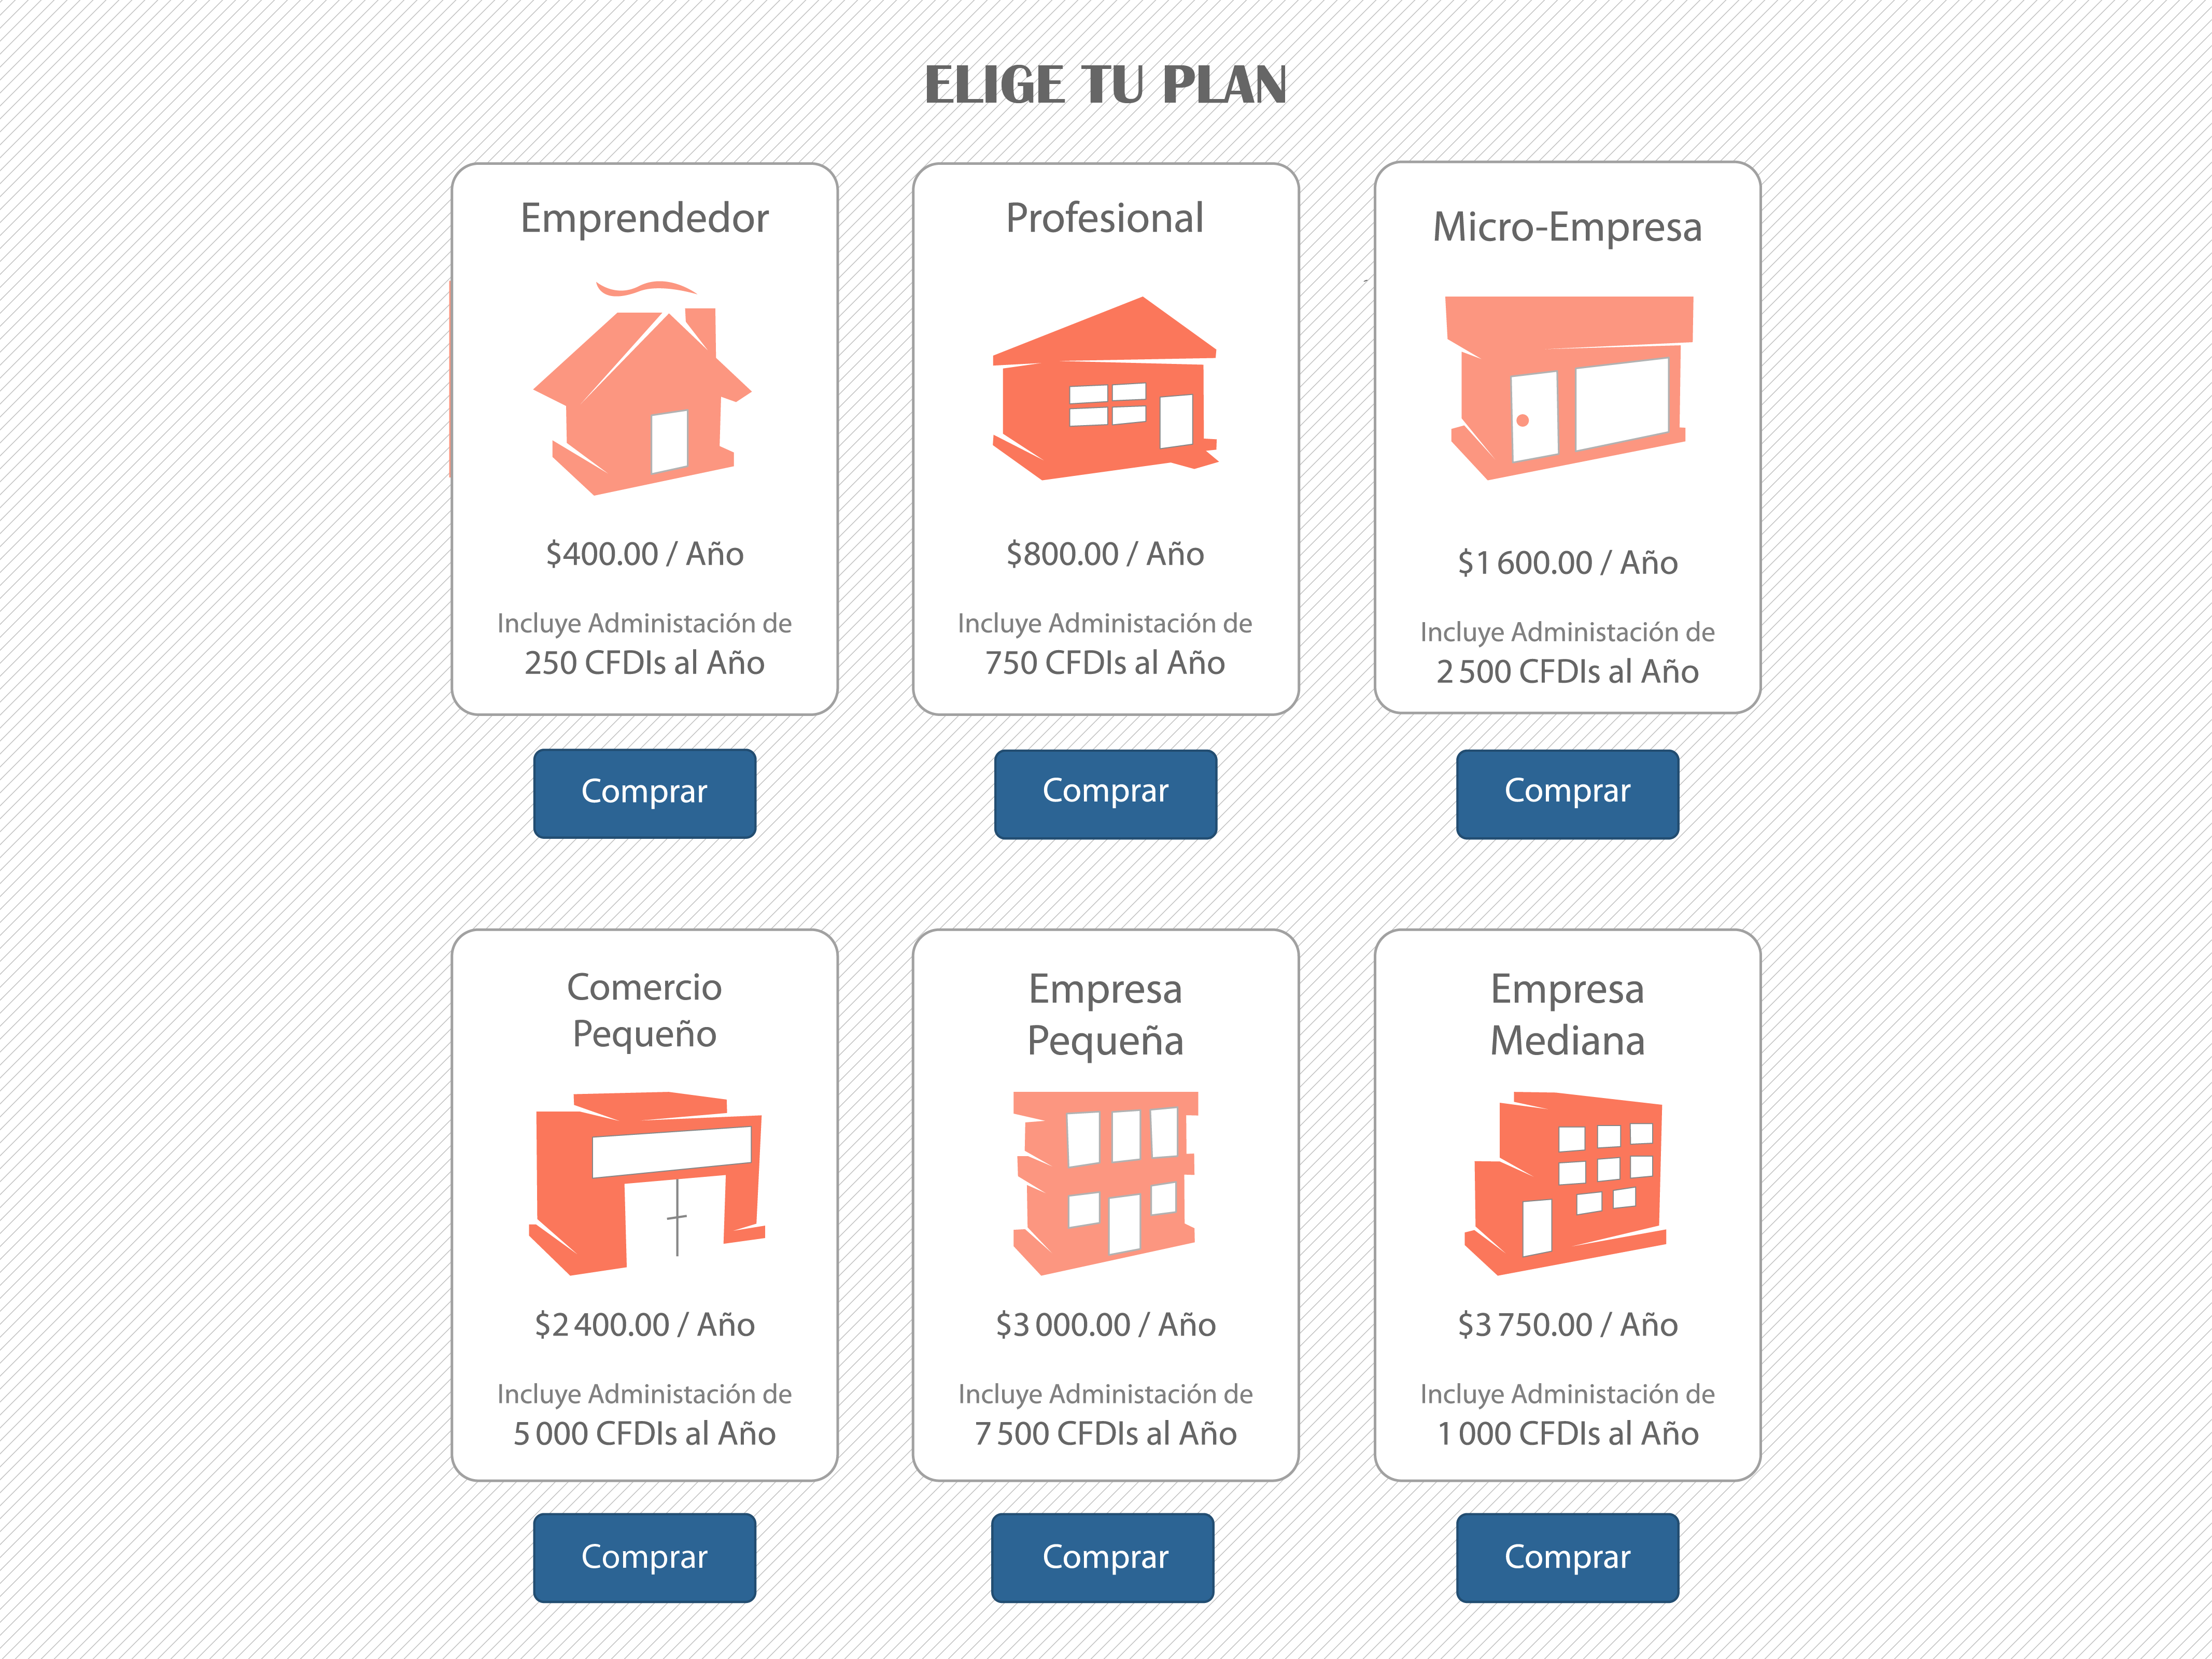 ELIGE TU PLAN
Emprendedor
$400.00 / Año
Incluye Administación de
250 CFDIs al Año
Comprar
Profesional
$800.00 / Año
Incluye Administación de
750 CFDIs al Año
Comprar
Micro-Empresa
$1 600.00 / Año
Incluye Administación de
2 500 CFDIs al Año
Comprar
Comercio
Pequeño
$2 400.00 / Año
Incluye Administación de
5 000 CFDIs al Año
Comprar
Empresa
Pequeña
$3 000.00 / Año
Incluye Administación de
7 500 CFDIs al Año
Comprar
Empresa
Mediana
$3 750.00 / Año
Incluye Administación de
1 000 CFDIs al Año
Comprar